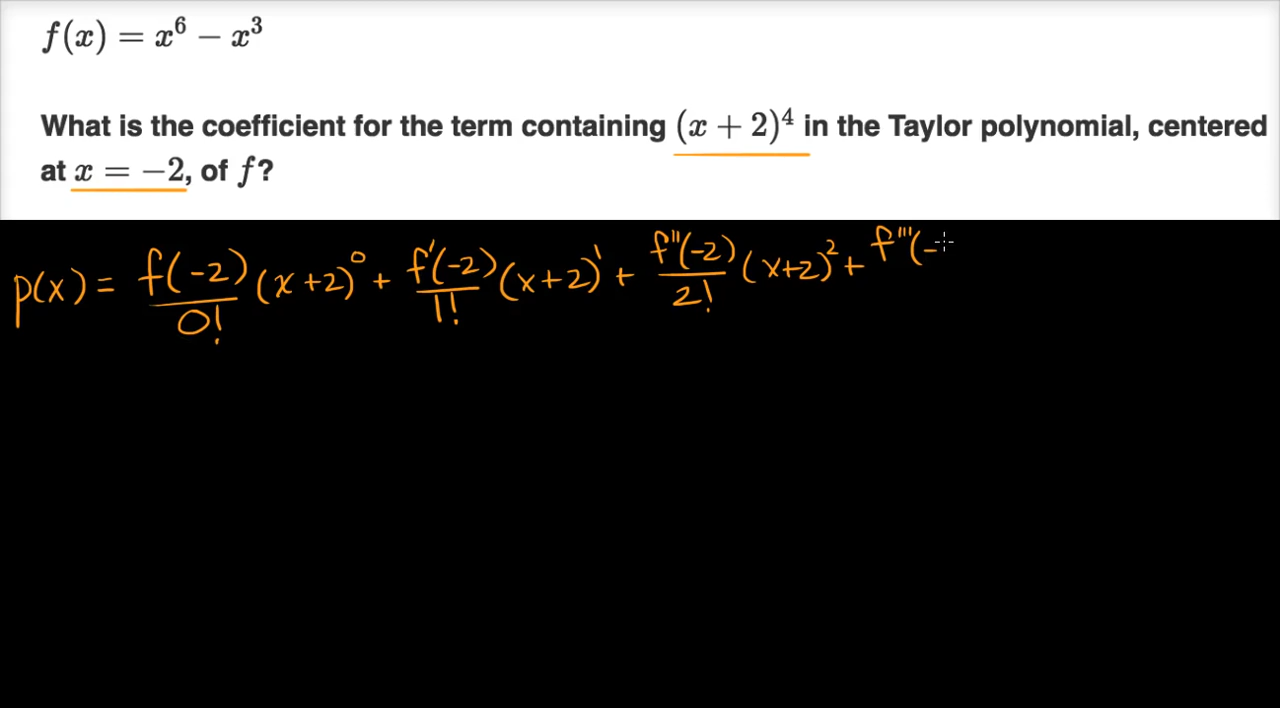 f(x) = x⁶ − x³
What is the coefficient for the term containing (x + 2)⁴ in the Taylor polynomial, centered
at x = −2, of f?
p(x) = f(-2)/0! (x+2)⁰ + f'(-2)/1! (x+2)¹ + f''(-2)/2! (x+2)² + f'''(-